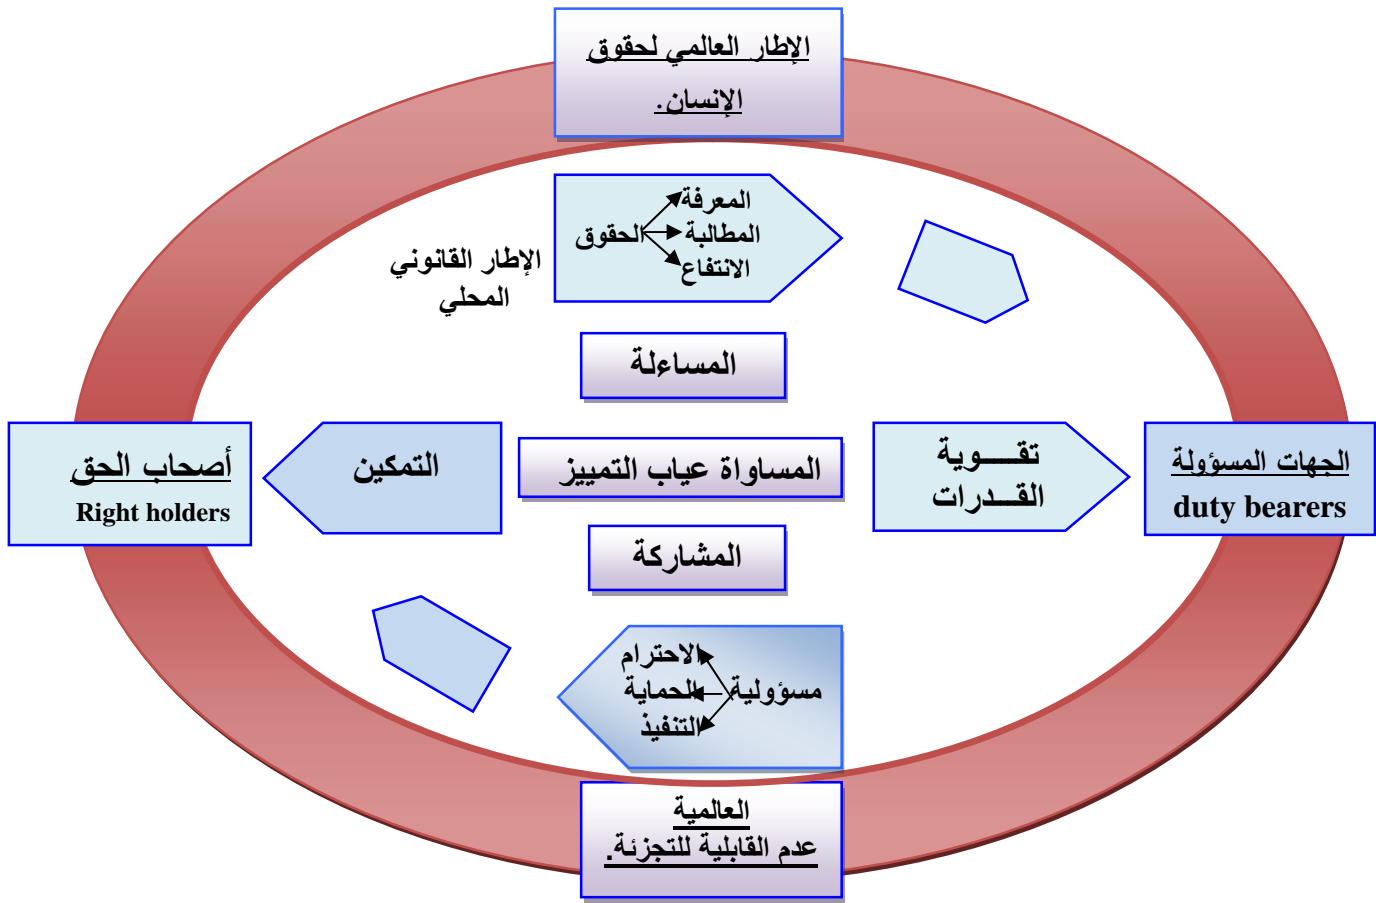 الإطار العالمي لحقوق
الإنسان.
المعرفة
الحقوق المطالبة
الانتفاع
الإطار القانوني
المحلي
المساءلة
الجهات المسؤولة
duty bearers
تقـــــوية
القـــدرات
المساواة عياب التمييز
التمكين
أصحاب الحق
Right holders
المشاركة
الاحترام
مسؤولية الحماية
التنفيذ
العالمية
عدم القابلية للتجزئة.